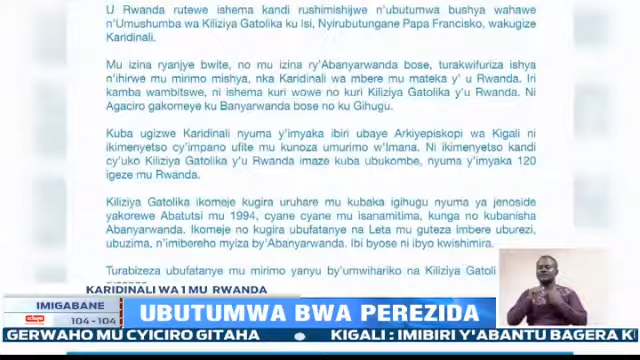 U Rwanda rutewe ishema kandi rushimishijwe n'ubutumwa bushya wahawe
n'Umushumba wa Kiliziya Gatolika ku Isi, Nyirubutungane Papa Francisko, wakugize
Karidinali.
Mu izina ryanjye bwite, no mu izina ry'Abanyarwanda bose, turakwifuriza ishya
n'ihirwe mu mirimo mishya, nka Karidinali wa mbere mu mateka y' u Rwanda. Iri
kamba wambitswe, ni ishema kuri wowe no kuri Kiliziya Gatolika y'u Rwanda. Ni
Agaciro gakomeye ku Banyarwanda bose no ku Gihugu.
Kuba ugizwe Karidinali nyuma y'imyaka ibiri ubaye Arkiyepiskopi wa Kigali ni
ikimenyetso cy'impano ufite mu kunoza umurimo w'Imana. Ni ikimenyetso kandi
cy'uko Kiliziya Gatolika y'u Rwanda imaze kuba ubukombe, nyuma y'imyaka 120
igeze mu Rwanda.
Kiliziya Gatolika ikomeje kugira uruhare mu kubaka igihugu nyuma ya jenoside
yakorewe Abatutsi mu 1994, cyane cyane mu isanamitima, kunga no kubanisha
Abanyarwanda. Ikomeje no kugira ubufatanye na Leta mu guteza imbere uburezi,
ubuzima, n'imibereho myiza by'Abanyarwanda. Ibi byose ni ibyo kwishimira.
Turabizeza ubufatanye mu mirimo yanyu by'umwihariko na Kiliziya Gatoli
KARIDINALI WA 1 MU RWANDA
IMIGABANE
104 - 104
UBUTUMWA BWA PEREZIDA
GERWAHO MU CYICIRO GITAHA
KIGALI : IMIBIRI Y'ABANTU BAGERA K